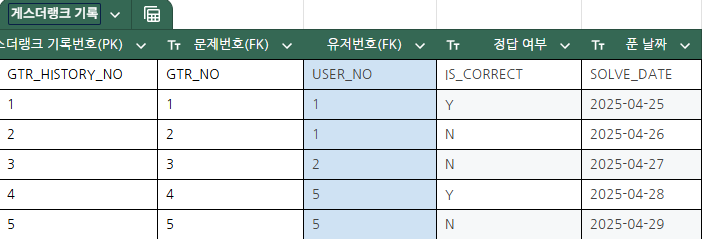 게스더랭크 기록
스더랭크 기록번호(PK) 문제번호(FK) 유저번호(FK) 정답 여부 푼 날짜
GTR_HISTORY_NO GTR_NO USER_NO IS_CORRECT SOLVE_DATE
1 1 1 Y 2025-04-25
2 2 1 N 2025-04-26
3 3 2 N 2025-04-27
4 4 5 Y 2025-04-28
5 5 5 N 2025-04-29